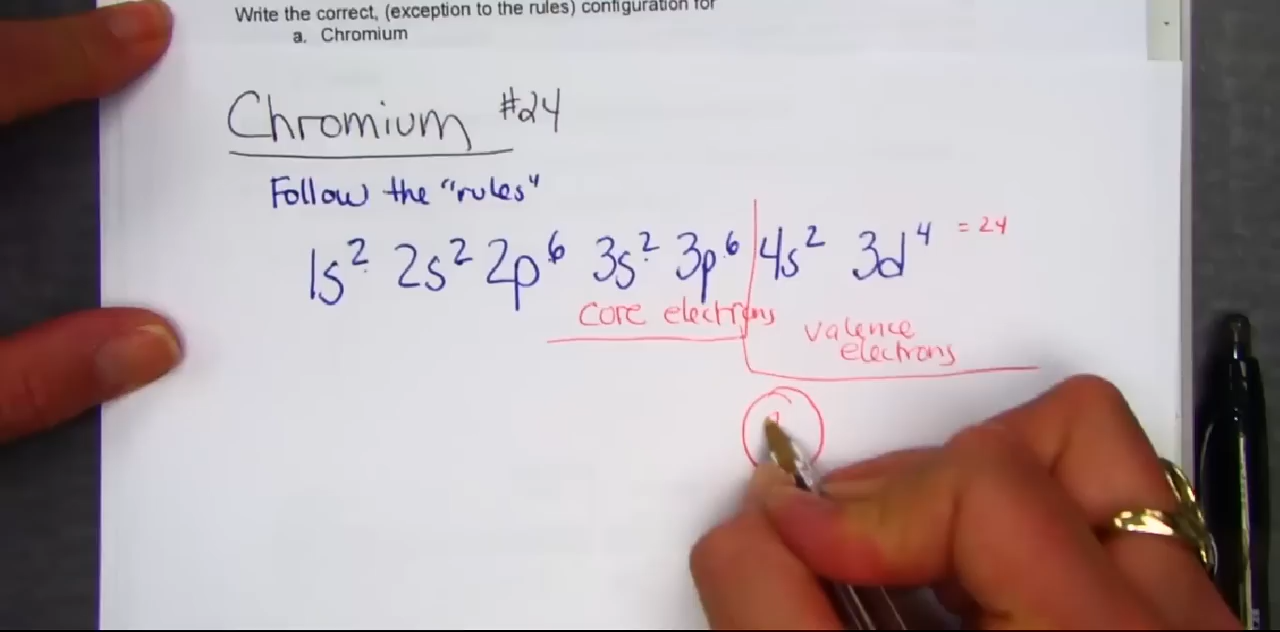 Write the correct, (exception to the rules) configuration for
a. Chromium
Chromium #24
Follow the "rules"
1s² 2s² 2p⁶ 3s² 3p⁶ 4s² 3d⁴ = 24
core electrons
valence
electrons